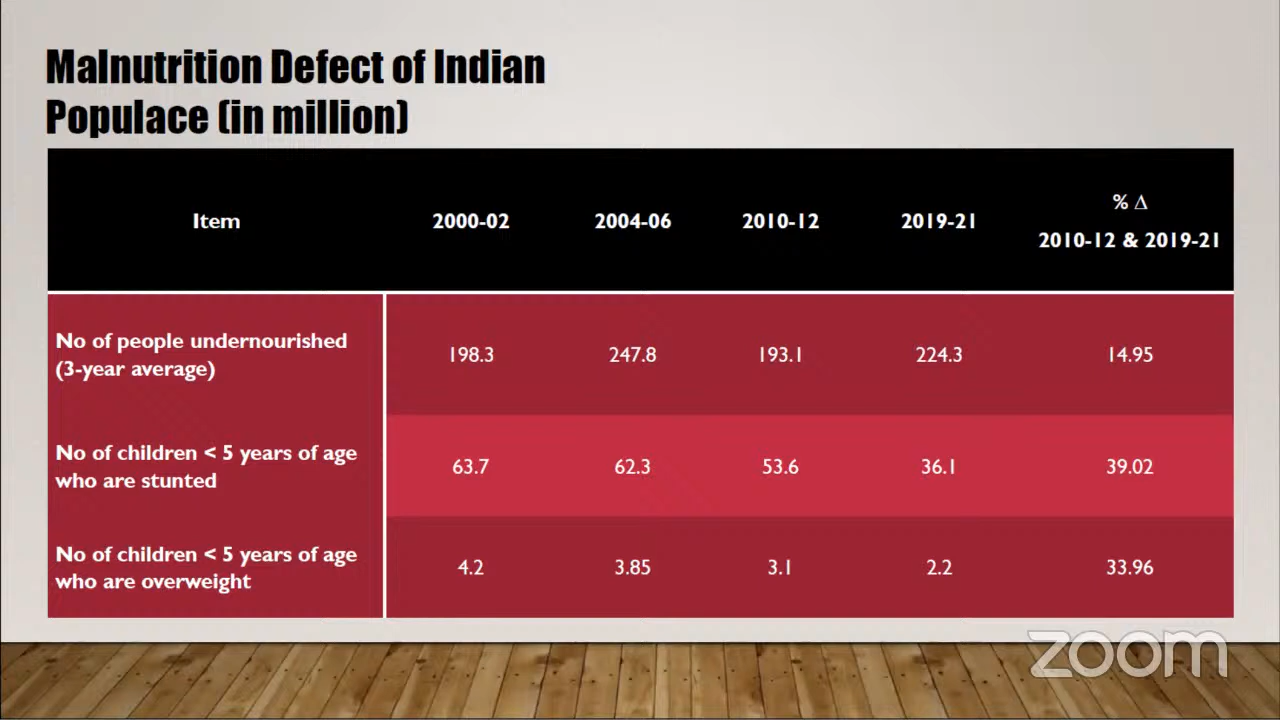 Malnutrition Defect of Indian
Populace (in million)
Item 2000-02 2004-06 2010-12 2019-21 % Δ
2010-12 & 2019-21
No of people undernourished
(3-year average) 198.3 247.8 193.1 224.3 14.95
No of children < 5 years of age
who are stunted 63.7 62.3 53.6 36.1 39.02
No of children < 5 years of age
who are overweight 4.2 3.85 3.1 2.2 33.96
zoom